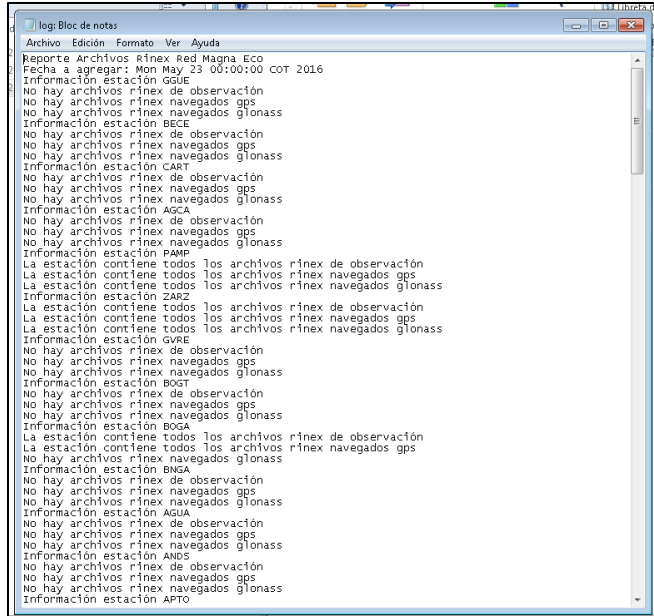 Libreta d
log: Bloc de notas
Archivo Edición Formato Ver Ayuda
Reporte Archivos Rinex Red Magna Eco
Fecha a agregar: Mon May 23 00:00:00 COT 2016
Información estación GGUE
No hay archivos rinex de observación
No hay archivos rinex navegados gps
No hay archivos rinex navegados glonass
Información estación BECE
No hay archivos rinex de observación
No hay archivos rinex navegados gps
No hay archivos rinex navegados glonass
Información estación CART
No hay archivos rinex de observación
No hay archivos rinex navegados gps
No hay archivos rinex navegados glonass
Información estación AGCA
No hay archivos rinex de observación
No hay archivos rinex navegados gps
No hay archivos rinex navegados glonass
Información estación PAMP
La estación contiene todos los archivos rinex de observación
La estación contiene todos los archivos rinex navegados gps
La estación contiene todos los archivos rinex navegados glonass
Información estación ZARZ
La estación contiene todos los archivos rinex de observación
La estación contiene todos los archivos rinex navegados gps
La estación contiene todos los archivos rinex navegados glonass
Información estación GVRE
No hay archivos rinex de observación
No hay archivos rinex navegados gps
No hay archivos rinex navegados glonass
Información estación BOGT
No hay archivos rinex de observación
No hay archivos rinex navegados gps
No hay archivos rinex navegados glonass
Información estación BOGA
La estación contiene todos los archivos rinex de observación
La estación contiene todos los archivos rinex navegados gps
No hay archivos rinex navegados glonass
Información estación BNGA
No hay archivos rinex de observación
No hay archivos rinex navegados gps
No hay archivos rinex navegados glonass
Información estación AGUA
No hay archivos rinex de observación
No hay archivos rinex navegados gps
No hay archivos rinex navegados glonass
Información estación ANDS
No hay archivos rinex de observación
No hay archivos rinex navegados gps
No hay archivos rinex navegados glonass
Información estación APTO